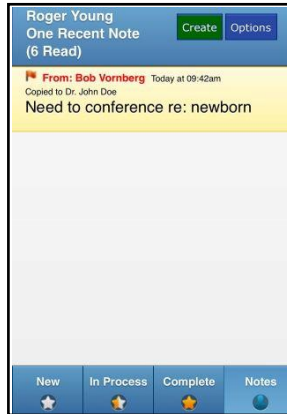 Roger Young
One Recent Note
(6 Read)
Create
Options
From: Bob Vornberg Today at 09:42am
Copied to Dr. John Doe
Need to conference re: newborn
New
In Process
Complete
Notes